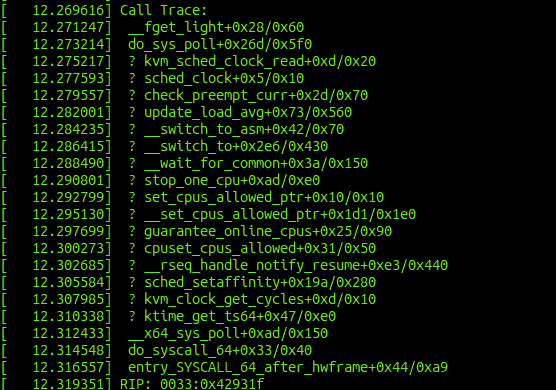 [   12.269616] Call Trace:
[   12.271247]  __fget_light+0x28/0x60
[   12.273214]  do_sys_poll+0x26d/0x5f0
[   12.275217]  ? kvm_sched_clock_read+0xd/0x20
[   12.277593]  ? sched_clock+0x5/0x10
[   12.279557]  ? check_preempt_curr+0x2d/0x70
[   12.282001]  ? update_load_avg+0x73/0x560
[   12.284235]  ? __switch_to_asm+0x42/0x70
[   12.286415]  ? __switch_to+0x2e6/0x430
[   12.288490]  ? __wait_for_common+0x3a/0x150
[   12.290801]  ? stop_one_cpu+0xad/0xe0
[   12.292799]  ? set_cpus_allowed_ptr+0x10/0x10
[   12.295130]  ? __set_cpus_allowed_ptr+0x1d1/0x1e0
[   12.297699]  ? guarantee_online_cpus+0x25/0x90
[   12.300273]  ? cpuset_cpus_allowed+0x31/0x50
[   12.302685]  ? __rseq_handle_notify_resume+0xe3/0x440
[   12.305584]  ? sched_setaffinity+0x19a/0x280
[   12.307985]  ? kvm_clock_get_cycles+0xd/0x10
[   12.310338]  ? ktime_get_ts64+0x47/0xe0
[   12.312433]  __x64_sys_poll+0xad/0x150
[   12.314548]  do_syscall_64+0x33/0x40
[   12.316557]  entry_SYSCALL_64_after_hwframe+0x44/0xa9
[   12.319351] RIP: 0033:0x42931f